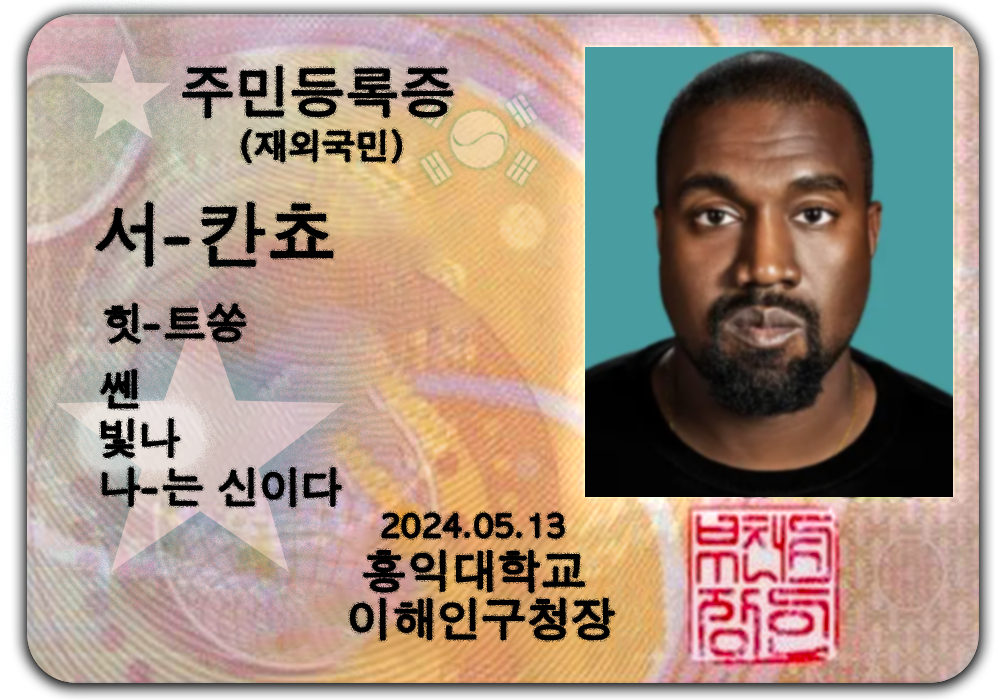 주민등록증
(재외국민)
서-칸쵸
힛-트쏭
쎈
빛나
나-는 신이다
2024.05.13
홍익대학교
이해인구청장